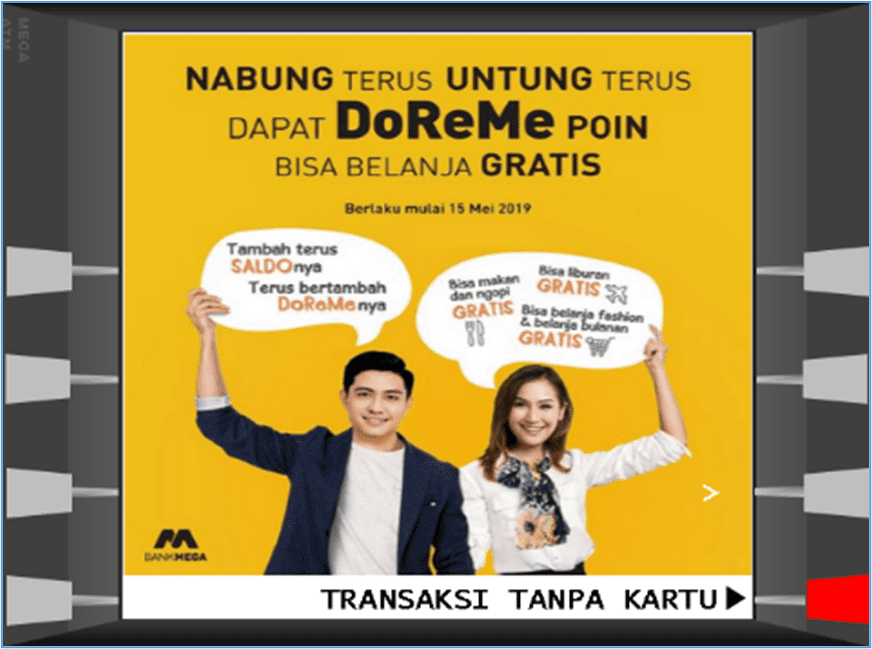 MEGA
ATM
NABUNG TERUS UNTUNG TERUS
DAPAT DoReMe POIN
BISA BELANJA GRATIS
Berlaku mulai 15 Mei 2019
Tambah terus
SALDOnya
Terus bertambah
DoReMenya
Bisa makan
dan ngopi
GRATIS
Bisa liburan
GRATIS
Bisa belanja fashion
& belanja bulanan
GRATIS
>
BANKMEGA
TRANSAKSI TANPA KARTU